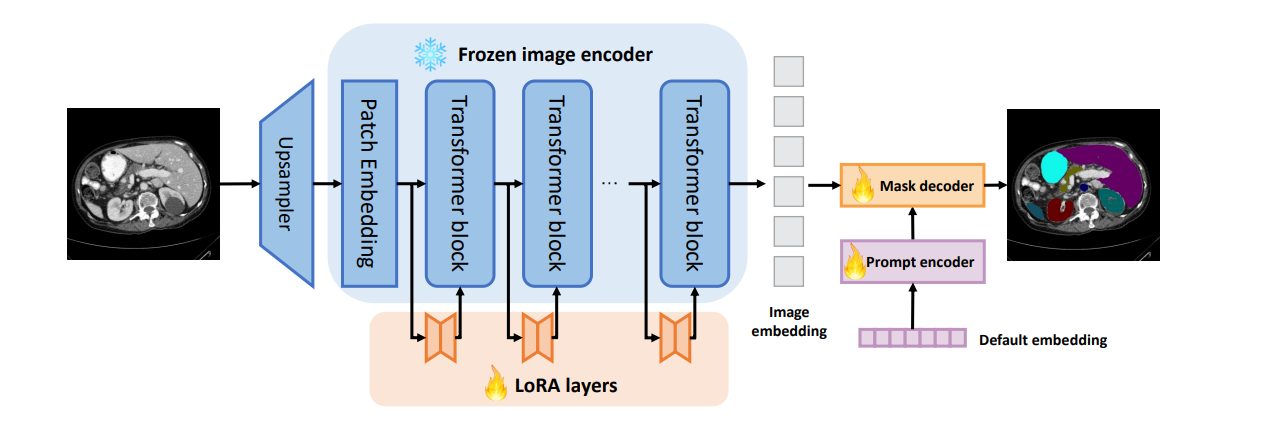 Frozen image encoder
Upsampler
Patch Embedding
Transformer block
Transformer block
...
Transformer block
Mask decoder
Prompt encoder
Image
embedding
Default embedding
LoRA layers